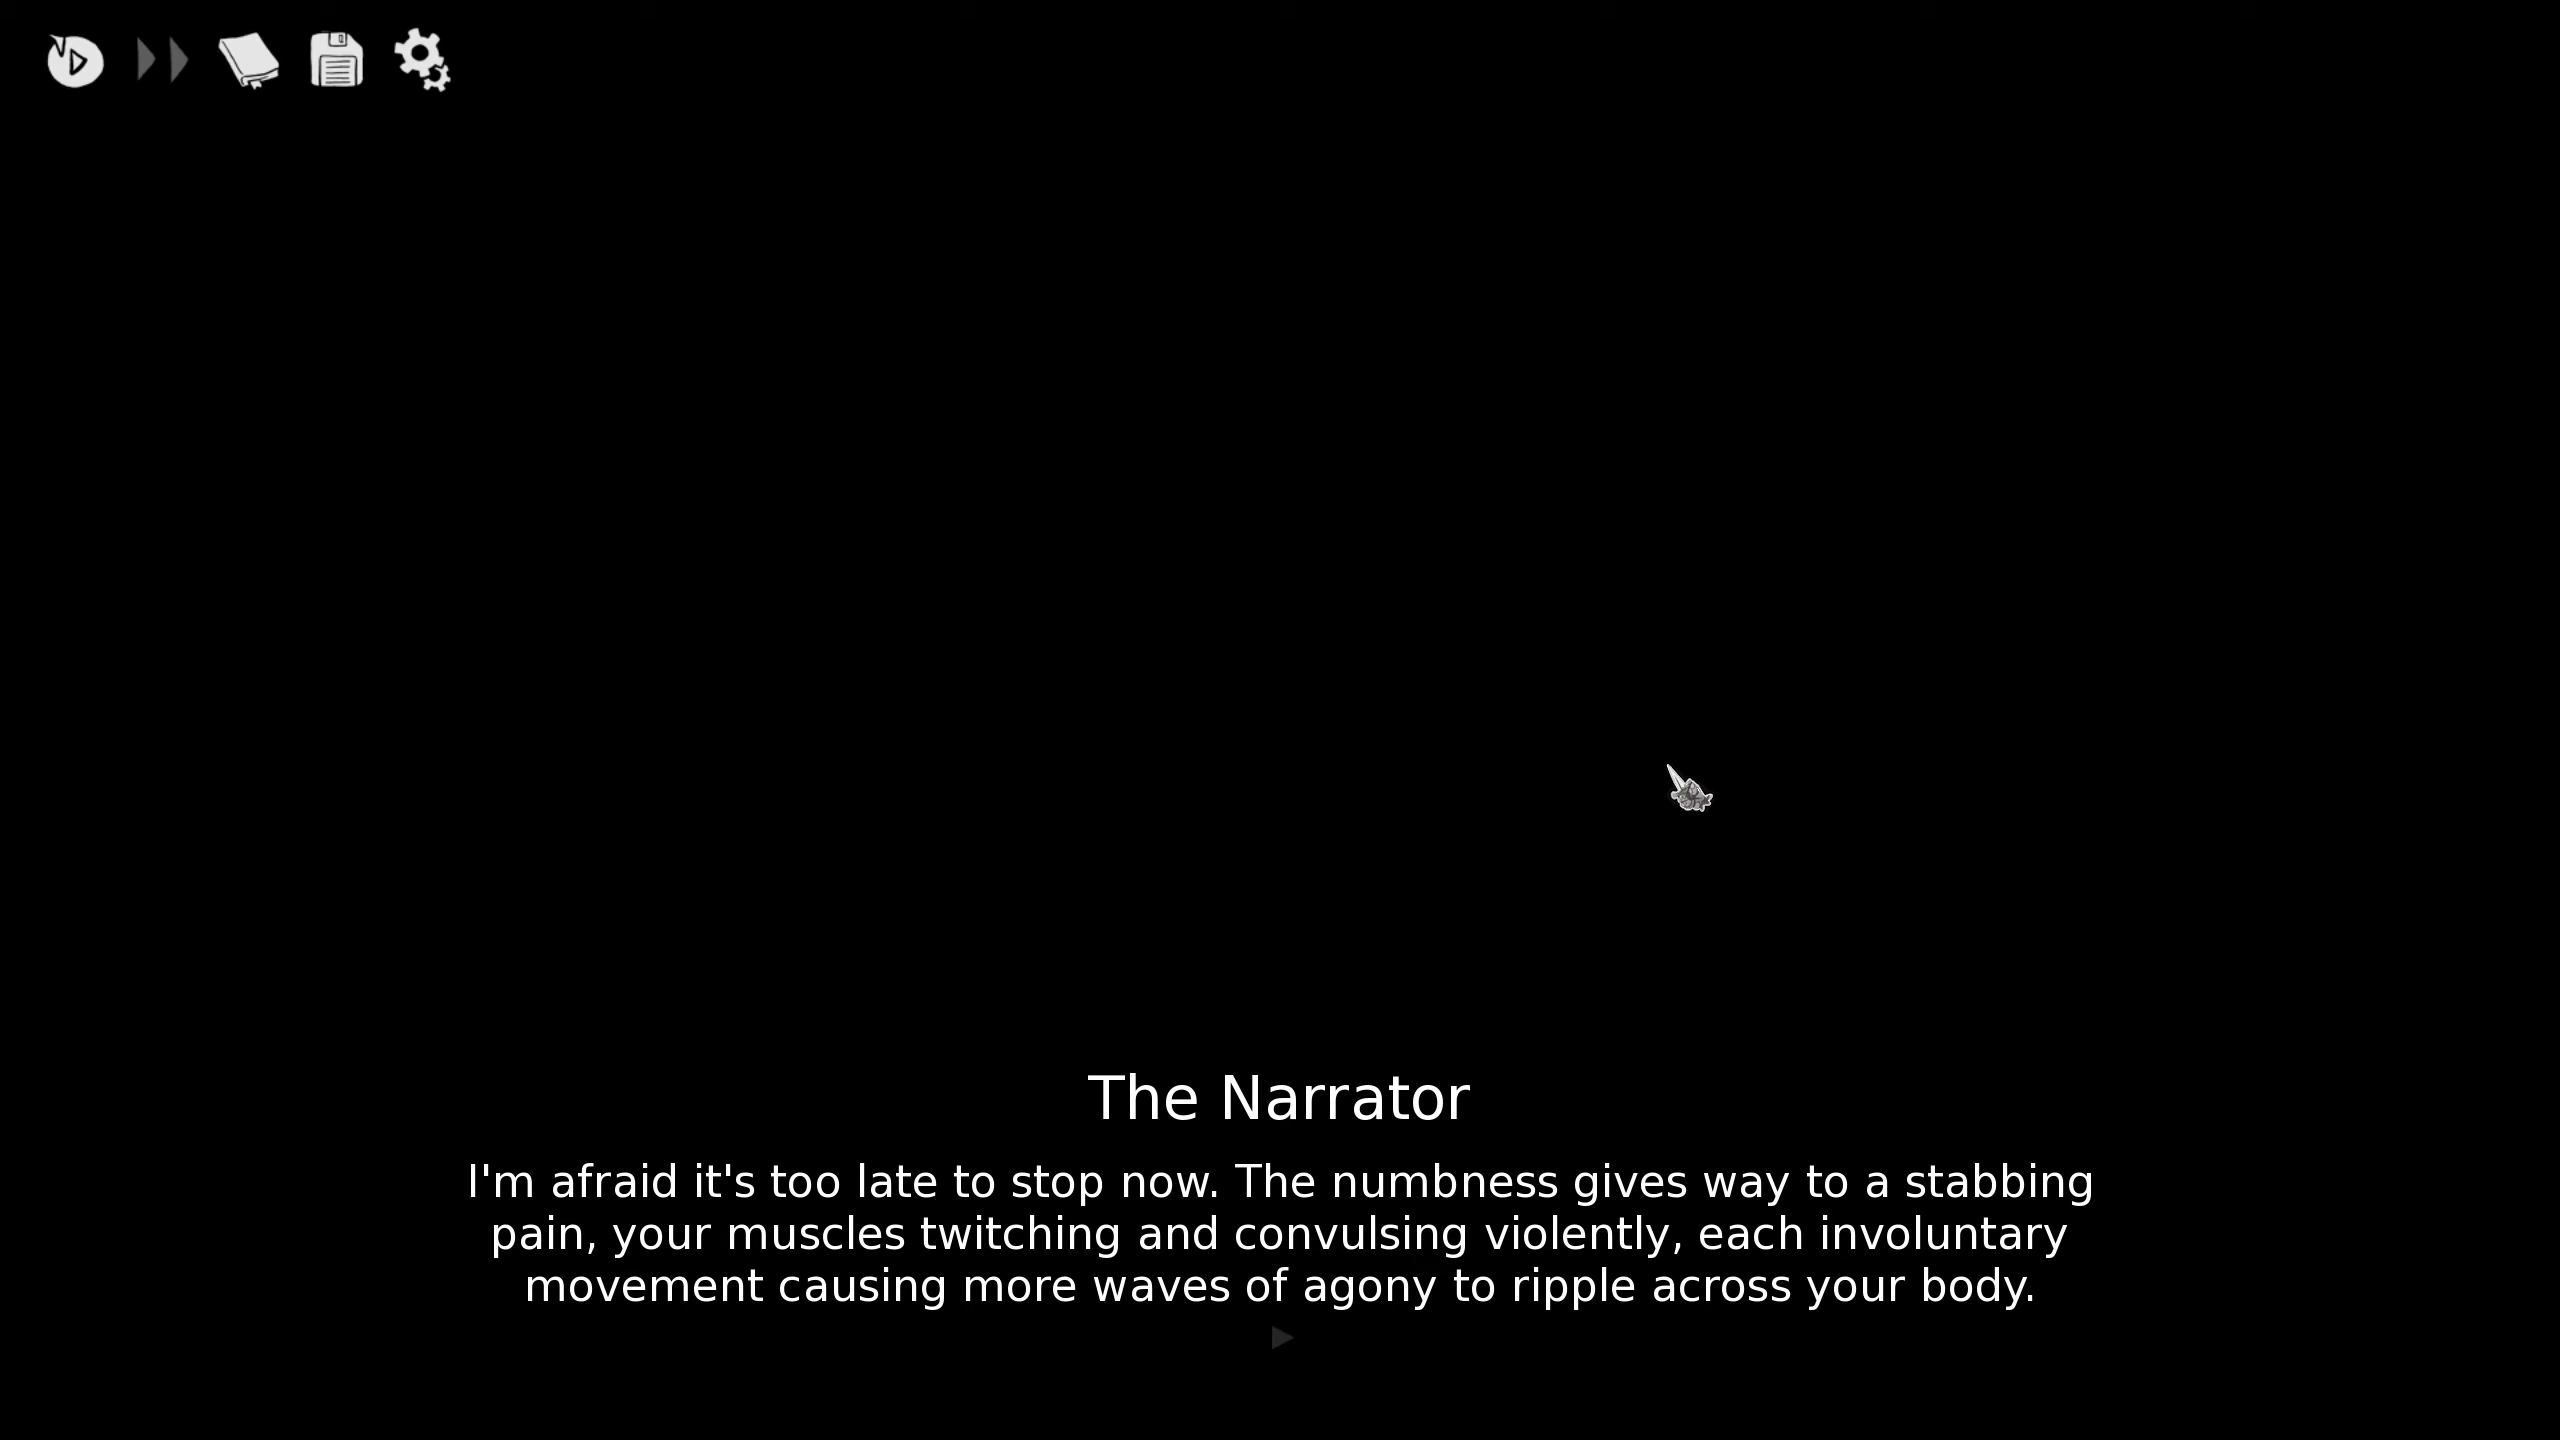 The Narrator
I'm afraid it's too late to stop now. The numbness gives way to a stabbing
pain, your muscles twitching and convulsing violently, each involuntary
movement causing more waves of agony to ripple across your body.